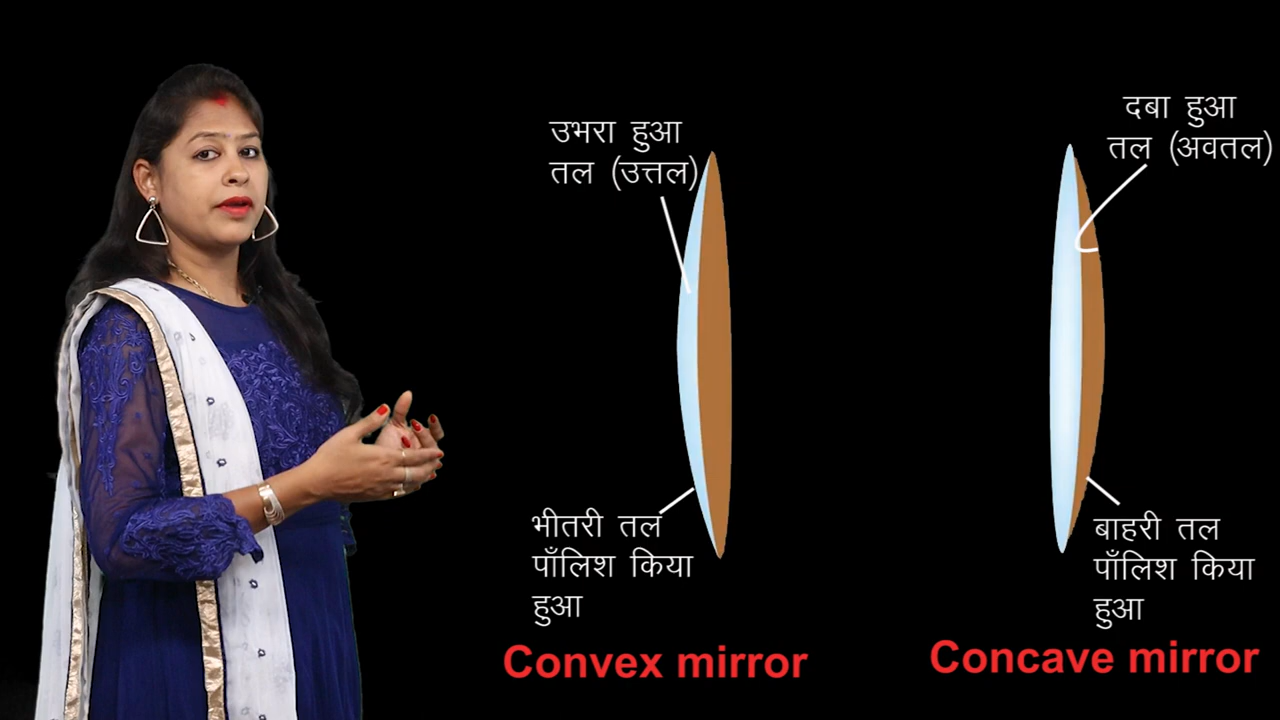 उभरा हुआ
तल (उत्तल)
भीतरी तल
पाँलिश किया
हुआ
Convex mirror
दबा हुआ
तल (अवतल)
बाहरी तल
पाँलिश किया
हुआ
Concave mirror